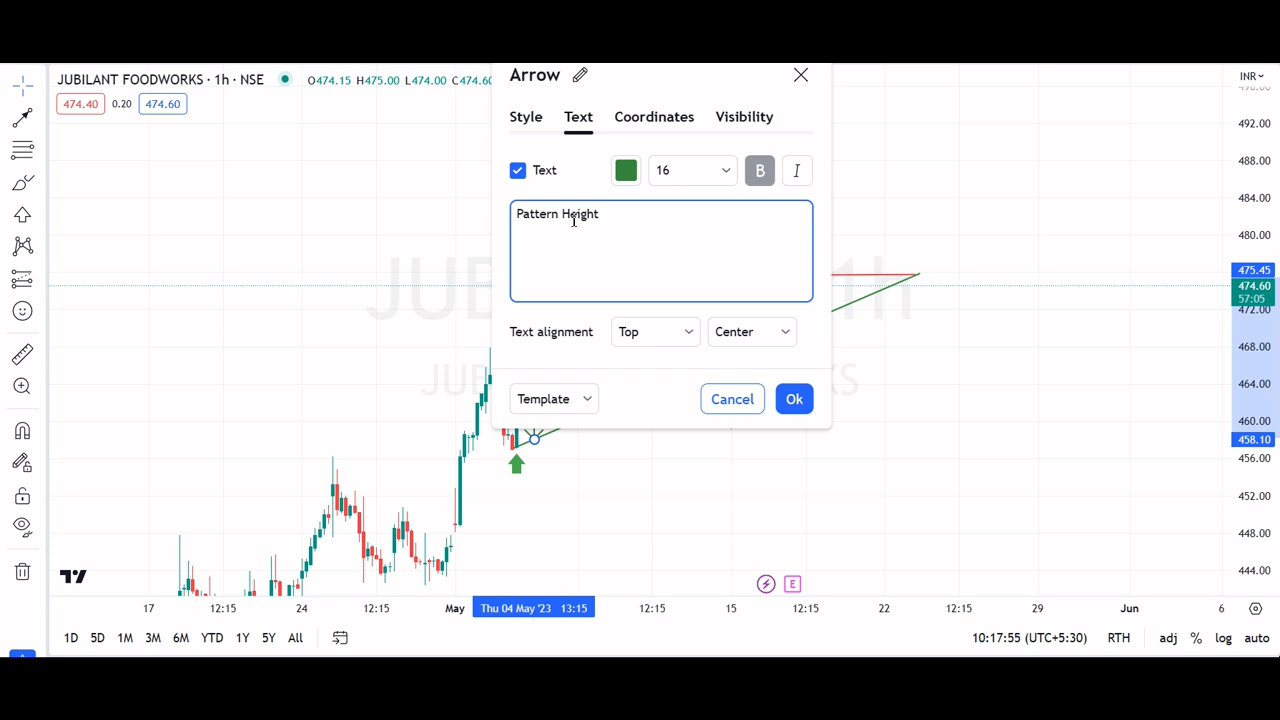 JUBILANT FOODWORKS · 1h · NSE O474.15 H475.00 L474.00 C474.60
474.40 0.20 474.60
Arrow
Style Text Coordinates Visibility
Text 16 B I
Pattern Height
Text alignment Top Center
Template Cancel Ok
INR
492.00
488.00
484.00
480.00
475.45
474.60
57:05
472.00
468.00
464.00
460.00
458.10
456.00
452.00
448.00
444.00
E
17 12:15 24 12:15 May Thu 04 May '23 13:15 12:15 15 12:15 22 12:15 29 Jun 6
1D 5D 1M 3M 6M YTD 1Y 5Y All 10:17:55 (UTC+5:30) RTH adj % log auto